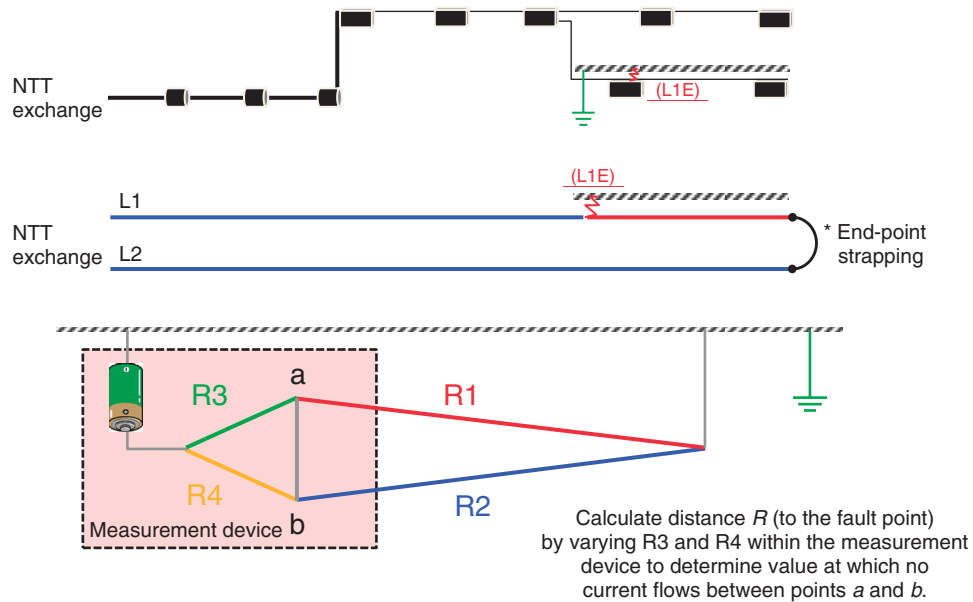 NTT
exchange
(L1E)
(L1E)
L1
NTT
exchange
L2
* End-point
strapping
a
R3
R1
R4
R2
b
Measurement device
Calculate distance R (to the fault point)
by varying R3 and R4 within the measurement
device to determine value at which no
current flows between points a and b.